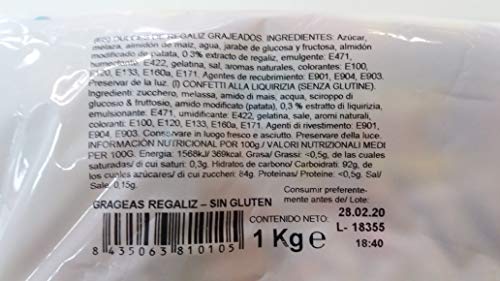 DULCES DE REGALIZ GRAJEADOS. INGREDIENTES: Azúcar,
melaza, almidón de maíz, agua, jarabe de glucosa y fructosa, almidón
modificado de patata, 0.3% extracto de regaliz, emulgente: E471,
humectante: E422, gelatina, sal, aromas naturales, colorantes: E100,
E120, E133, E160a, E171. Agentes de recubrimiento: E901, E904, E903.
Preservar de la luz. (I) CONFETTI ALLA LIQUIRIZIA (SENZA GLUTINE).
Ingredienti: zucchero, melassa, amido di mais, acqua, sciroppo di
glucosio & fruttosio, amido modificato (patata), 0,3 % estratto di liquirizia,
emulsionante: E471, umidificante: E422, gelatina, sale, aromi naturali,
coloranti: E100, E120, E133, E160a, E171. Agenti di rivestimento: E901,
E904, E903. Conservare in luogo fresco e asciutto. Preservare de la luce.
INFORMACIÓN NUTRICIONAL POR 100g./ VALORI NUTRIZIONALI MEDI
PER 100G. Energia: 1568kJ/ 369kcal. Grasa/ Grassi: <0,5g, de las cuales
saturadas/ di cui saturi: 0,3g. Hidratos de carbono/ Carboidrati: 92g, de
los cuales azúcares/ di cui zuccheri: 84g. Proteínas/ Proteine: <0,5g. Sal/
Sale: 0,15g.
GRAGEAS REGALIZ – SIN GLUTEN
8 435063 810105
CONTENIDO NETO:
1 Kg e
Consumir preferente-
mente antes de/ Lote:
28.02.20
L- 18355
18:40